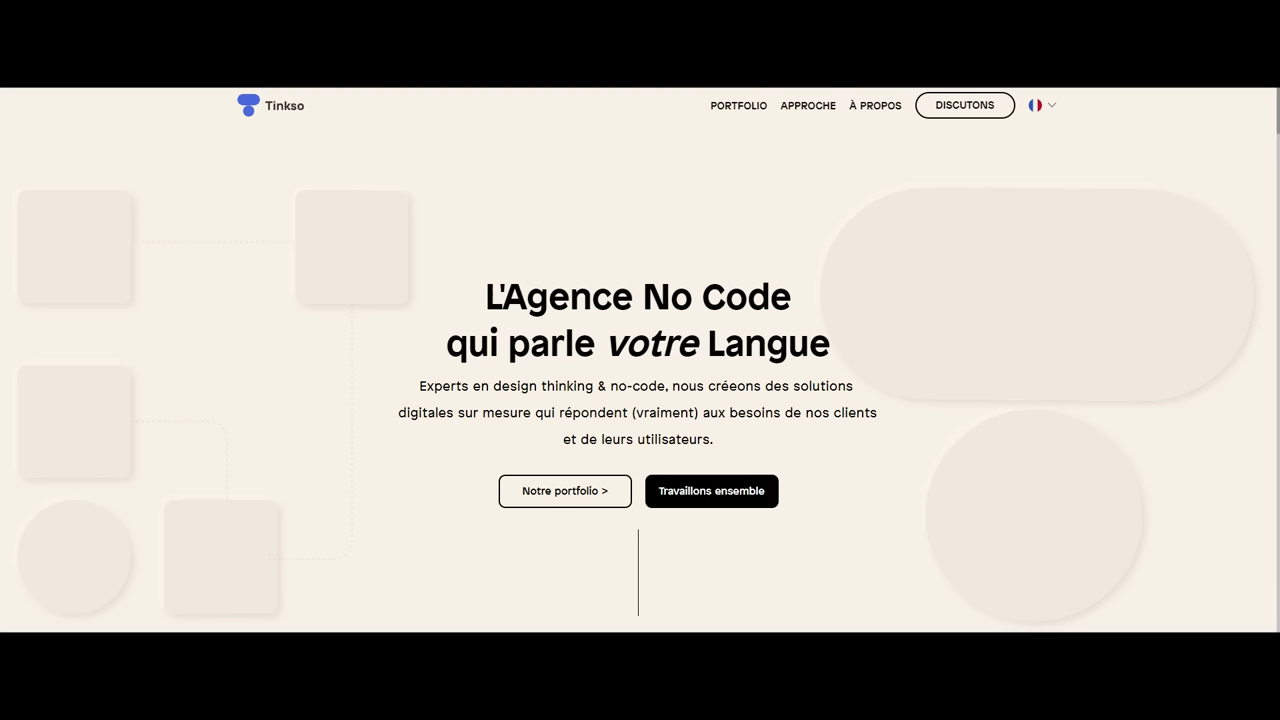 Tinkso
PORTFOLIO
APPROCHE
À PROPOS
DISCUTONS
L'Agence No Code
qui parle votre Langue
Experts en design thinking & no-code, nous créeons des solutions
digitales sur mesure qui répondent (vraiment) aux besoins de nos clients
et de leurs utilisateurs.
Notre portfolio >
Travaillons ensemble